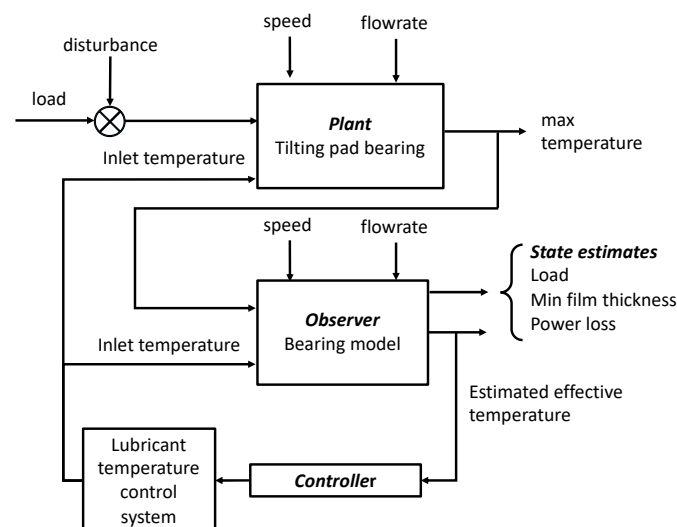 speed
flowrate
disturbance
load
Plant
Tilting pad bearing
max
temperature
Inlet temperature
speed
flowrate
State estimates
Load
Min film thickness
Power loss
Observer
Bearing model
Inlet temperature
Estimated effective
temperature
Lubricant
temperature
control
system
Controller